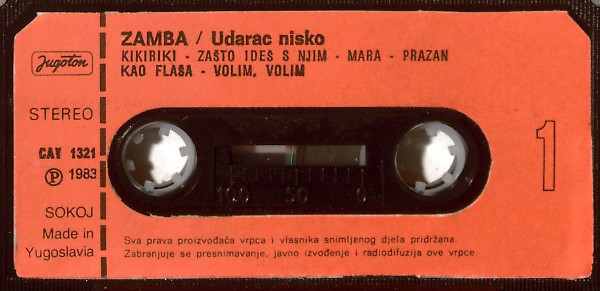 Jugoton
STEREO
CAY 1321
Ⓟ 1983
SOKOJ
Made in
Yugoslavia
ZAMBA / Udarac nisko
KIKIRIKI - ZAŠTO IDEŠ S NJIM - MARA - PRAZAN
KAO FLAŠA - VOLIM, VOLIM
100 50 0
1
Sva prava proizvođača vrpca i vlasnika snimljenog djela pridržana.
Zabranjuje se presnimavanje, javno izvođenje i radiodifuzija ove vrpce.